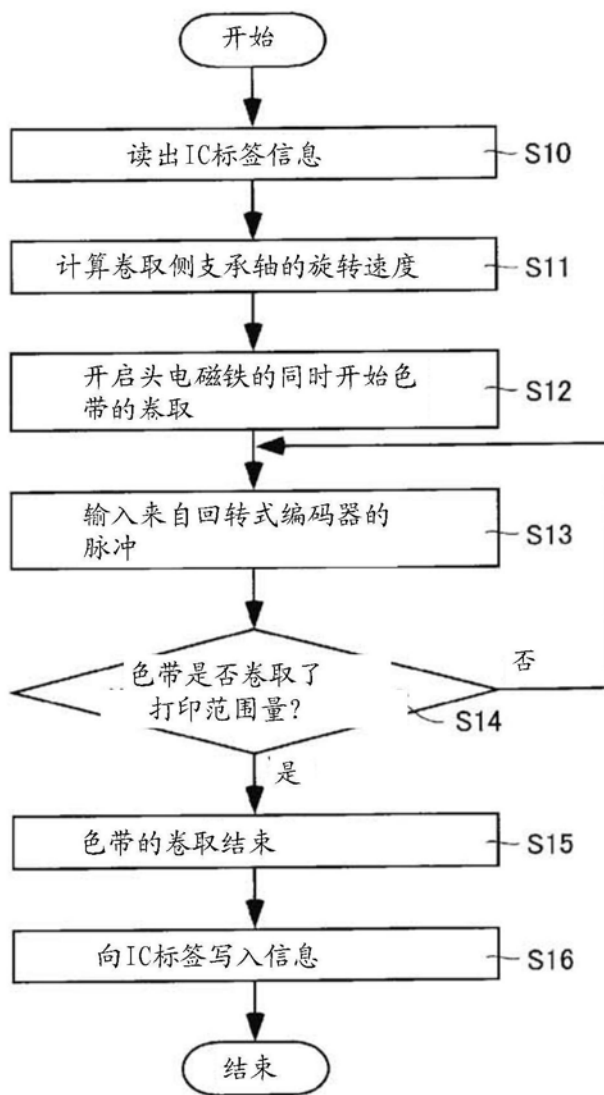 开始
读出IC标签信息
S10
计算卷取侧支承轴的旋转速度
S11
开启头电磁铁的同时开始色
带的卷取
S12
输入来自回转式编码器的
脉冲
S13
色带是否卷取了
打印范围量?
S14
否
是
色带的卷取结束
S15
向IC标签写入信息
S16
结束